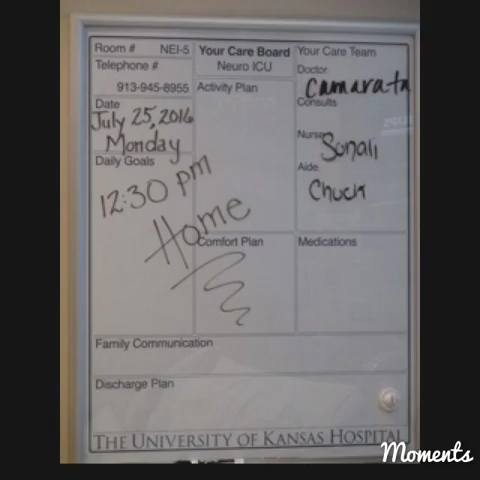 Room # NEI-5
Telephone #
913-945-8955
Your Care Board
Neuro ICU
Your Care Team
Doctor
Camarata
Consults
Date
July 25, 2016
Monday
Activity Plan
Nurse
Sonali
Aide
Chuck
Daily Goals
12:30 pm
Home
Comfort Plan
Medications
Family Communication
Discharge Plan
THE UNIVERSITY OF KANSAS HOSPITAL
Moments